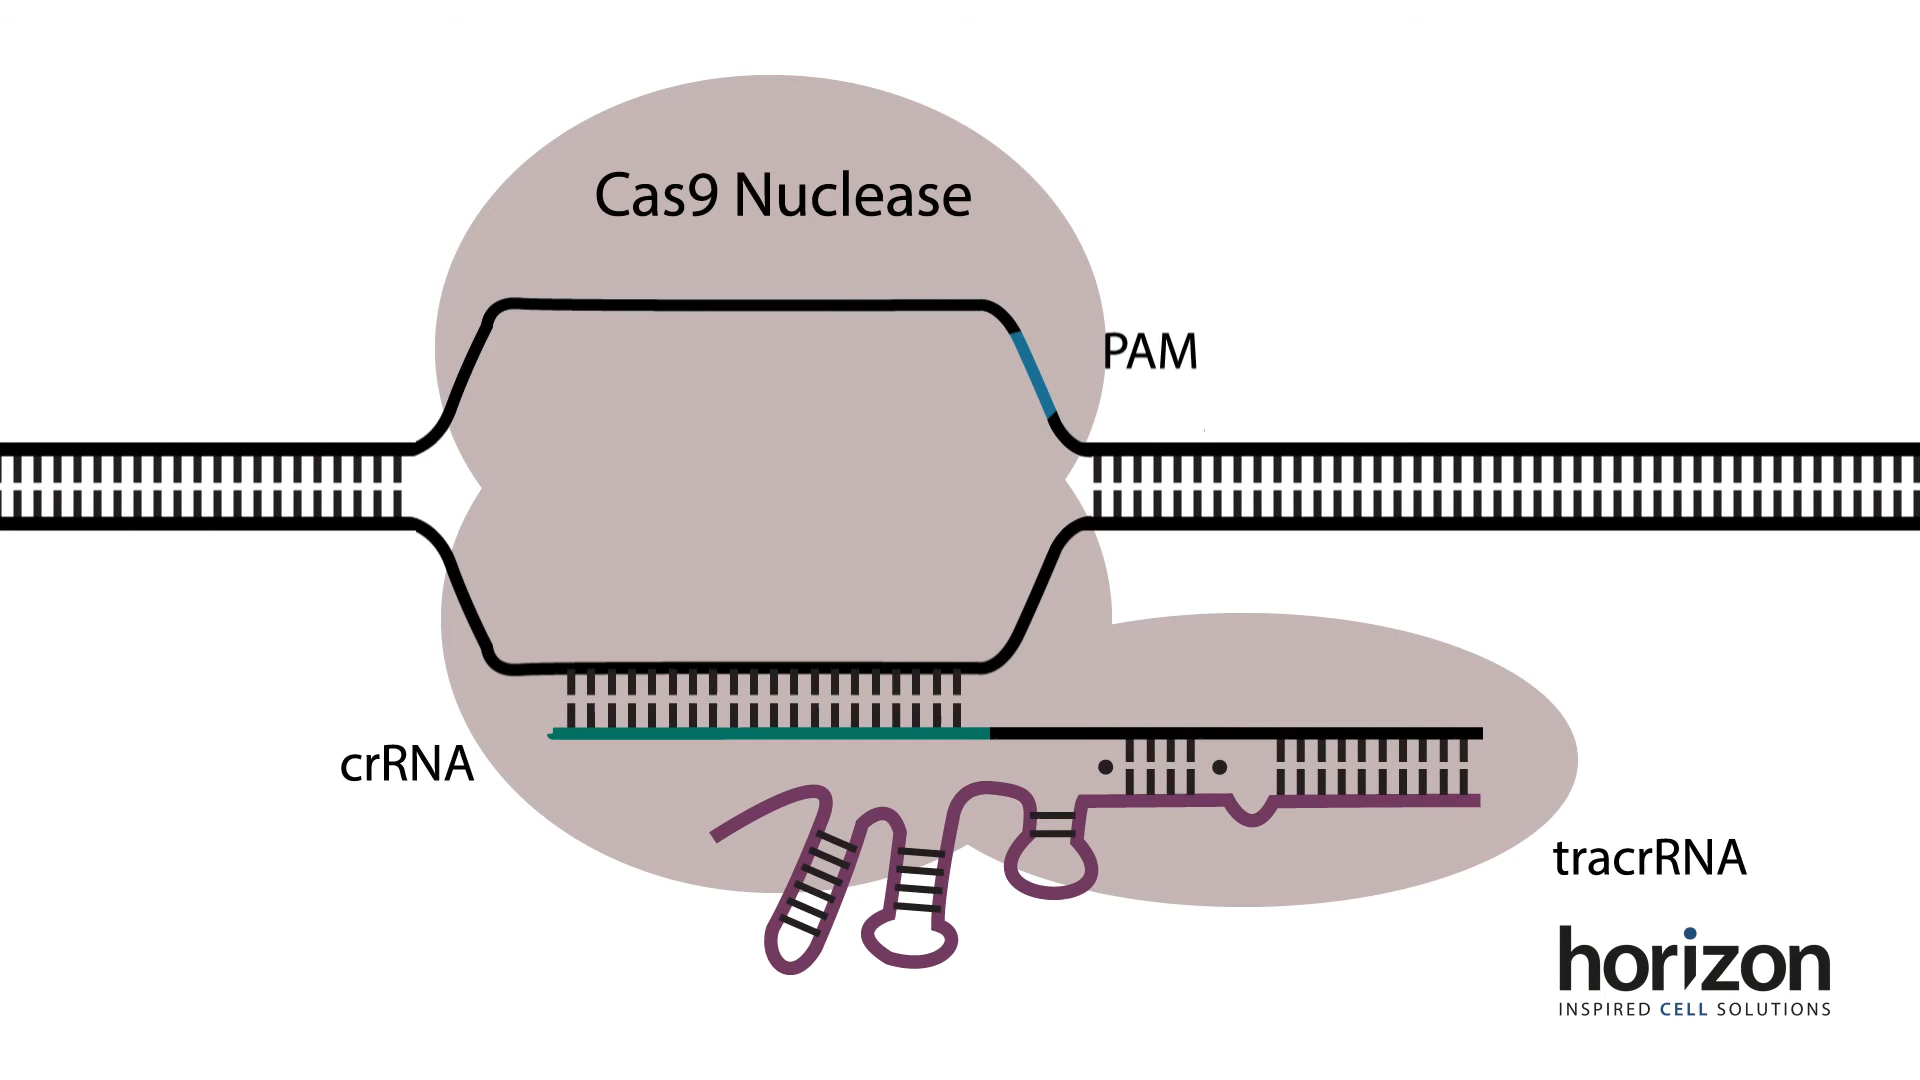 Cas9 Nuclease
PAM
crRNA
tracrRNA
horizon
INSPIRED CELL SOLUTIONS